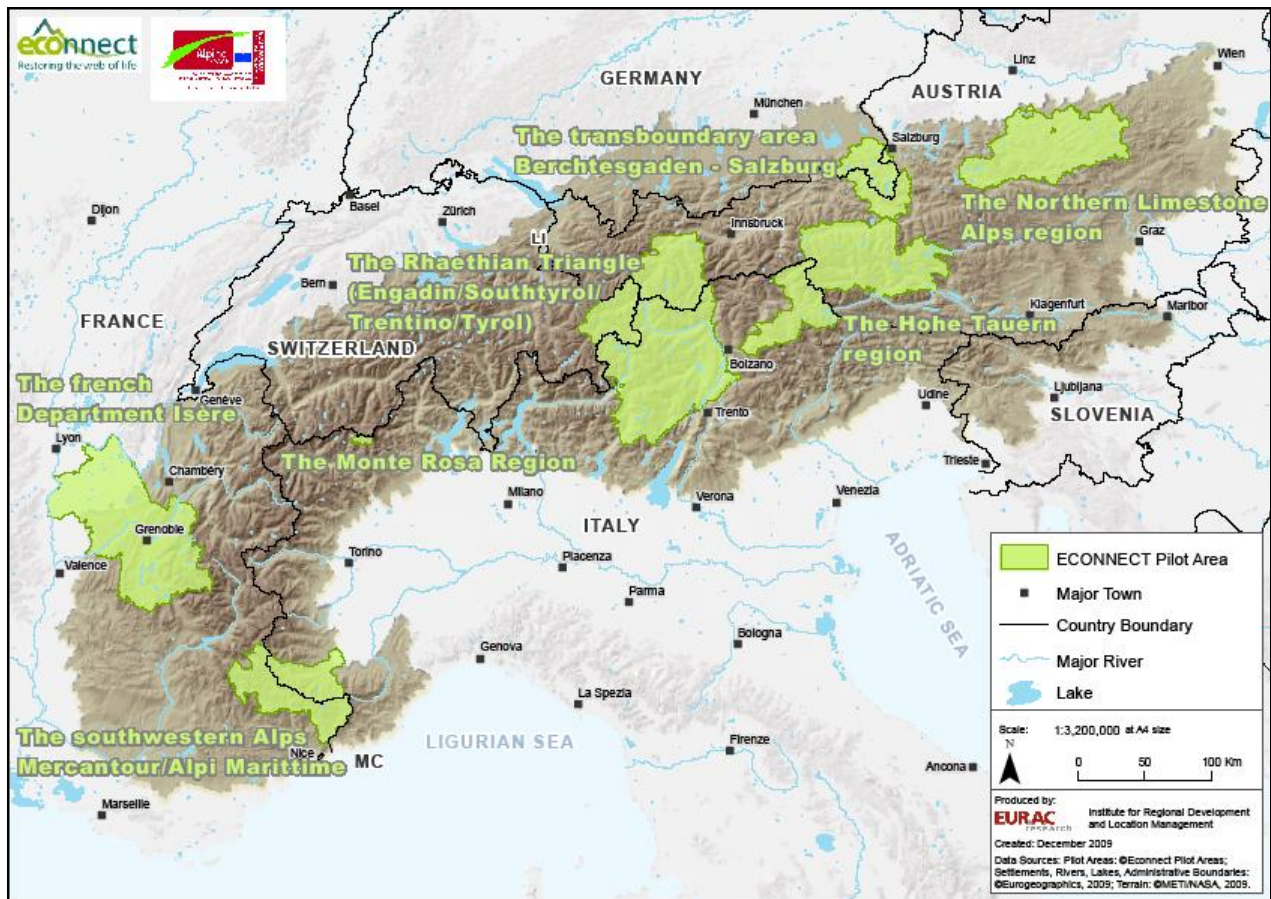 econnect
Restoring the web of life
Alpine
GERMANY
AUSTRIA
Linz
Wien
München
Salzburg
The transboundary area
Berchtesgaden - Salzburg
The Northern Limestone
Alps region
Dijon
Basel
Zürich
LI
Innsbruck
Graz
Bern
The Rhaethian Triangle
(Engadin/Southtyrol/
Trentino/Tyrol)
FRANCE
SWITZERLAND
Klagenfurt
Maribor
The Hohe Tauern
region
Bolzano
The french
Department Isère
Genève
Udine
Ljubljana
SLOVENIA
Trento
Lyon
Chambéry
The Monte Rosa Region
Trieste
Milano
Verona
Venezia
Grenoble
ITALY
Valence
Torino
Piacenza
Parma
ADRIATIC SEA
Bologna
Genova
La Spezia
The southwestern Alps
Mercantour/Alpi Marittime
Nice
MC
LIGURIAN SEA
Firenze
Ancona
Marseille
ECONNECT Pilot Area
Major Town
Country Boundary
Major River
Lake
Scale: 1:3,200,000 at A4 size
N
0 50 100 Km
Produced by:
EURAC
research
Institute for Regional Development
and Location Management
Created: December 2009
Data Sources: Pilot Areas: ©Econnect Pilot Areas;
Settlements, Rivers, Lakes, Administrative Boundaries:
©Eurogeographics, 2009; Terrain: ©METI/NASA, 2009.